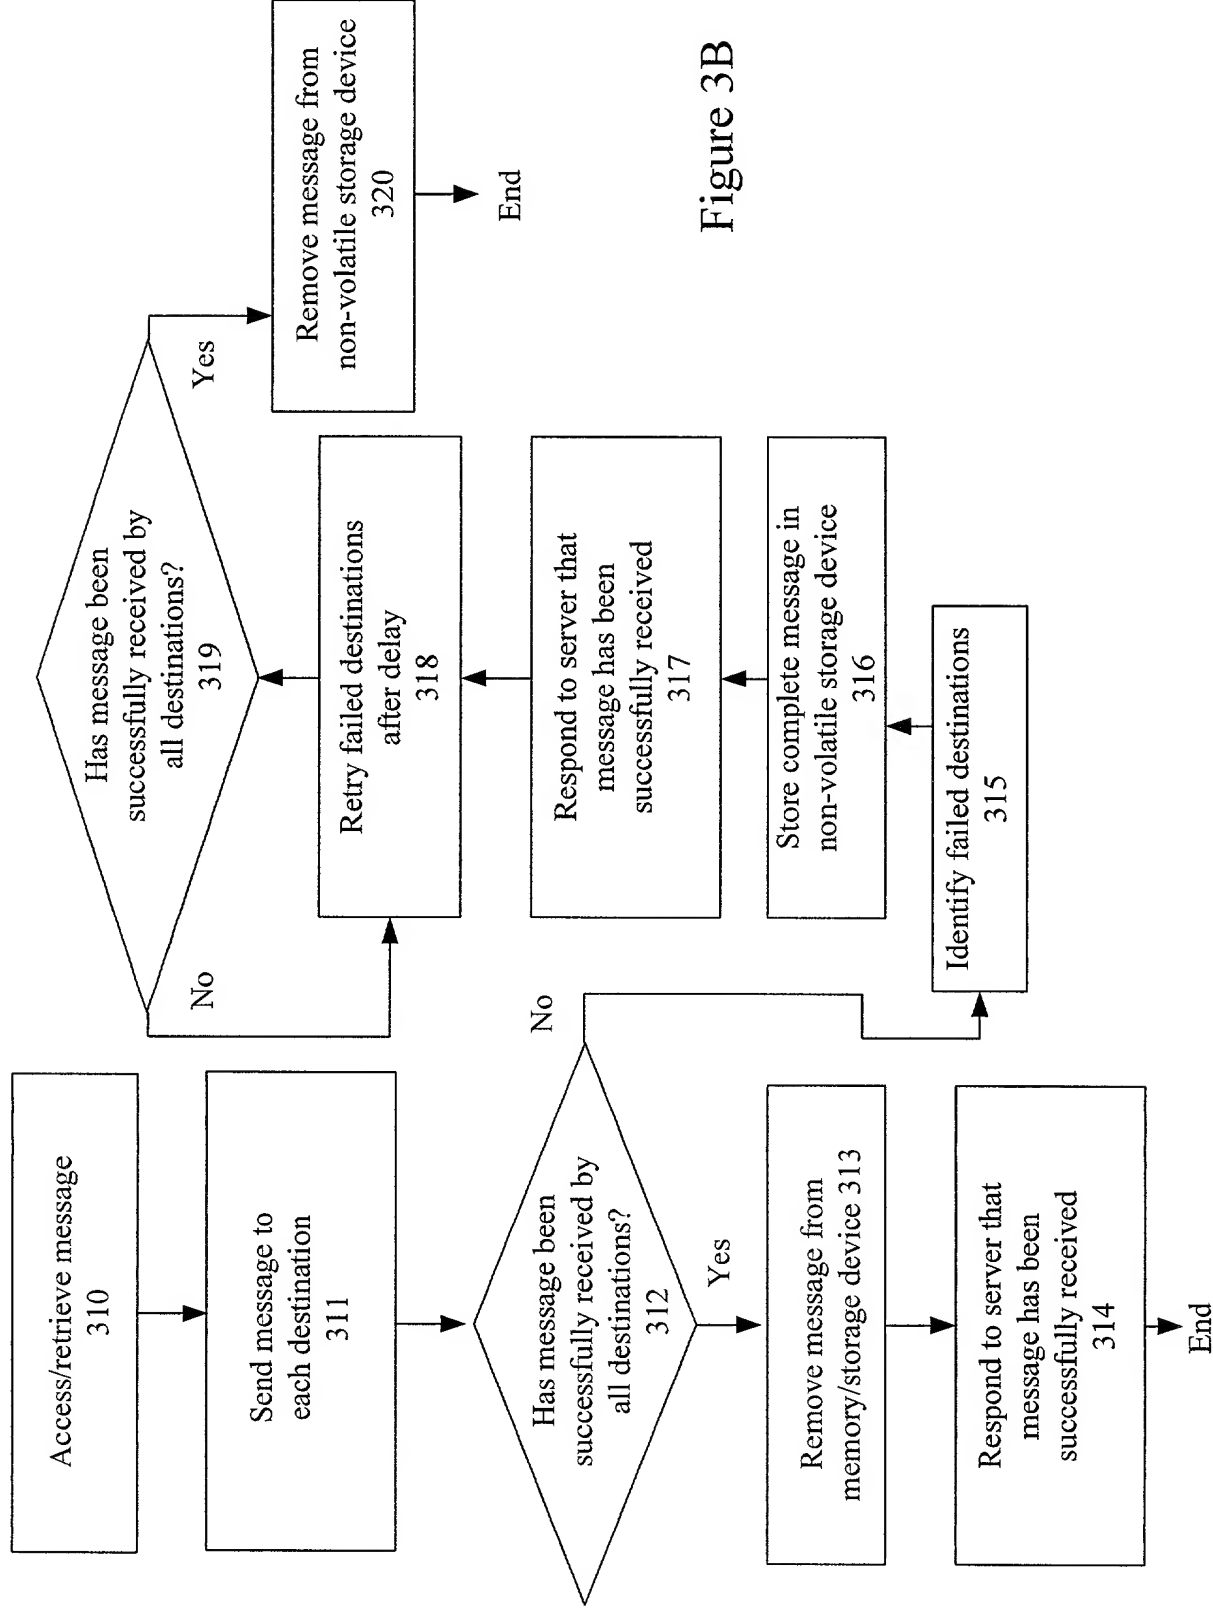 Access/retrieve message
310
Send message to
each destination
311
Has message been
successfully received by
all destinations?
312
Yes
No
Remove message from
memory/storage device 313
Respond to server that
message has been
successfully received
314
End
Identify failed destinations
315
Store complete message in
non-volatile storage device
316
Respond to server that
message has been
successfully received
317
Retry failed destinations
after delay
318
Has message been
successfully received by
all destinations?
319
No
Yes
Remove message from
non-volatile storage device
320
End
Figure 3B